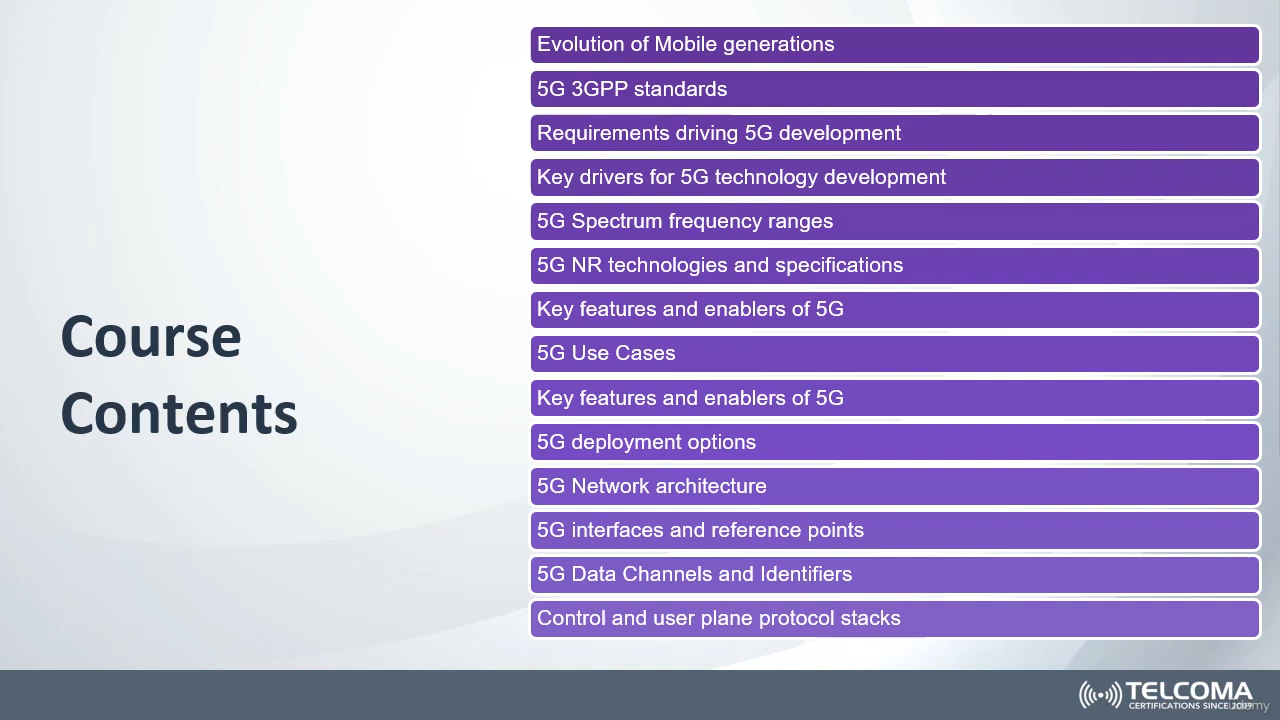 Course
Contents
Evolution of Mobile generations
5G 3GPP standards
Requirements driving 5G development
Key drivers for 5G technology development
5G Spectrum frequency ranges
5G NR technologies and specifications
Key features and enablers of 5G
5G Use Cases
Key features and enablers of 5G
5G deployment options
5G Network architecture
5G interfaces and reference points
5G Data Channels and Identifiers
Control and user plane protocol stacks
TELCOMA
CERTIFICATIONS SINCE 2009
udemy